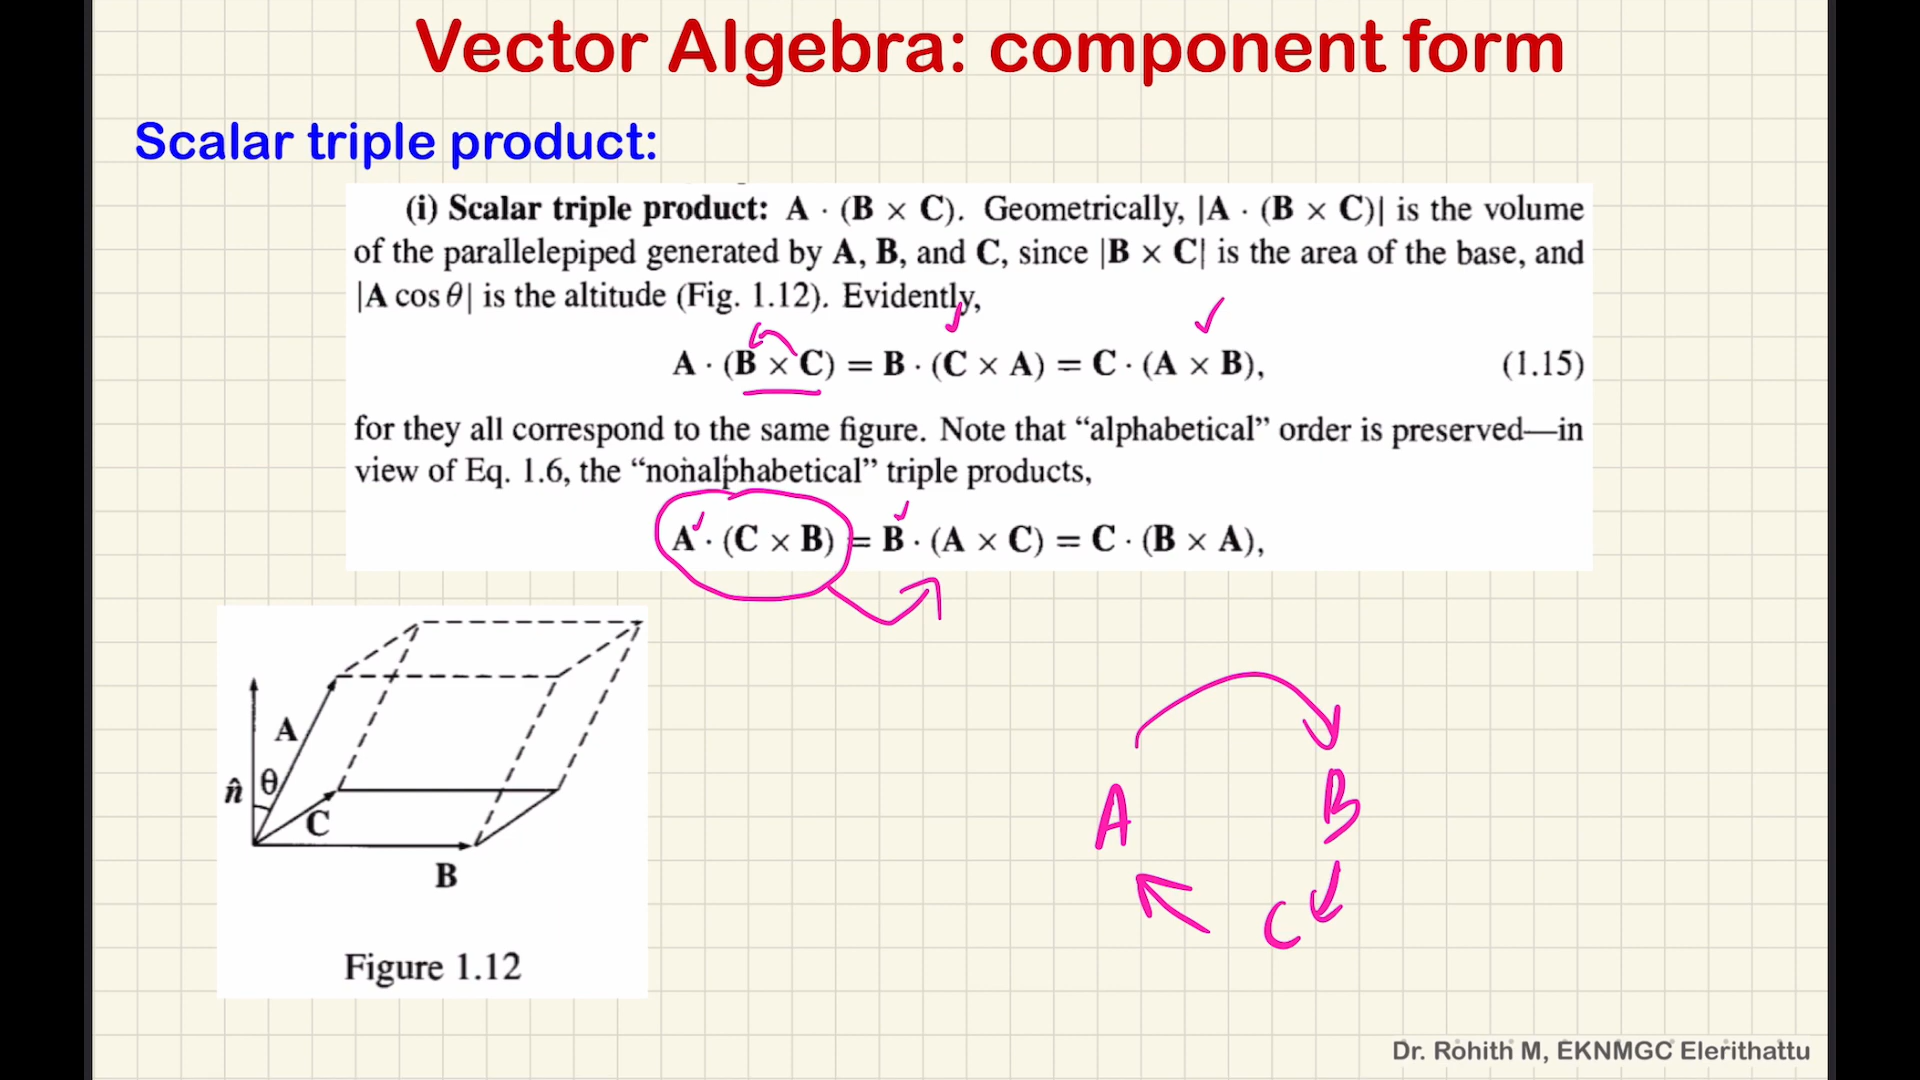 Vector Algebra: component form
Scalar triple product:
(i) Scalar triple product: A · (B × C). Geometrically, |A · (B × C)| is the volume
of the parallelepiped generated by A, B, and C, since |B × C| is the area of the base, and
|A cos θ| is the altitude (Fig. 1.12). Evidently,
A · (B × C) = B · (C × A) = C · (A × B), (1.15)
for they all correspond to the same figure. Note that “alphabetical” order is preserved—in
view of Eq. 1.6, the “nonalphabetical” triple products,
A · (C × B) = B · (A × C) = C · (B × A),
A
n̂ θ
C
B
Figure 1.12
A B
C
Dr. Rohith M, EKNMGC Elerithattu